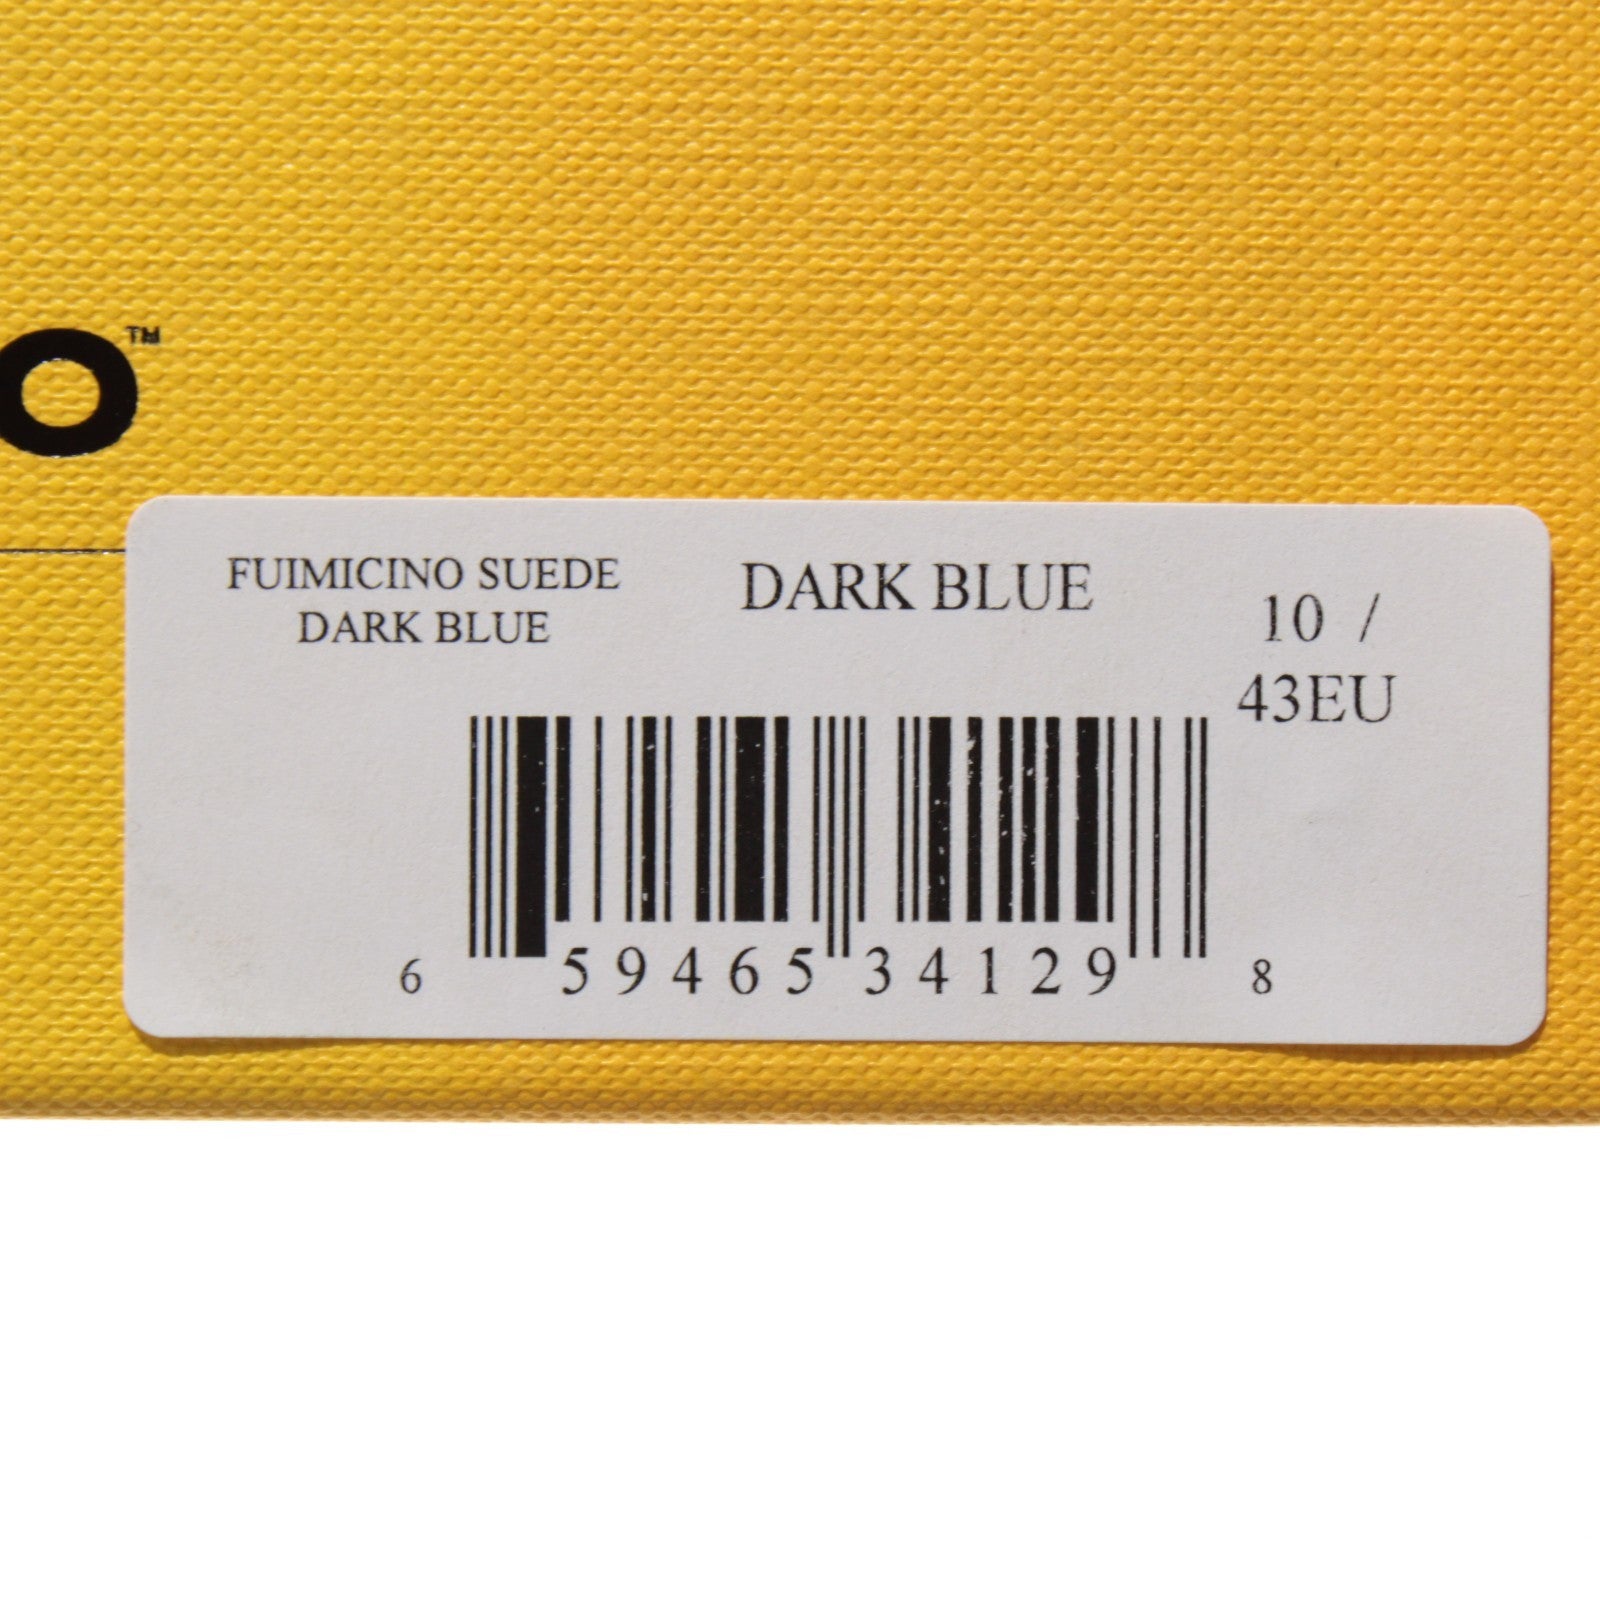 O™
FUIMICINO SUEDE
DARK BLUE
DARK BLUE
10 /
43EU
6 59465 34129 8